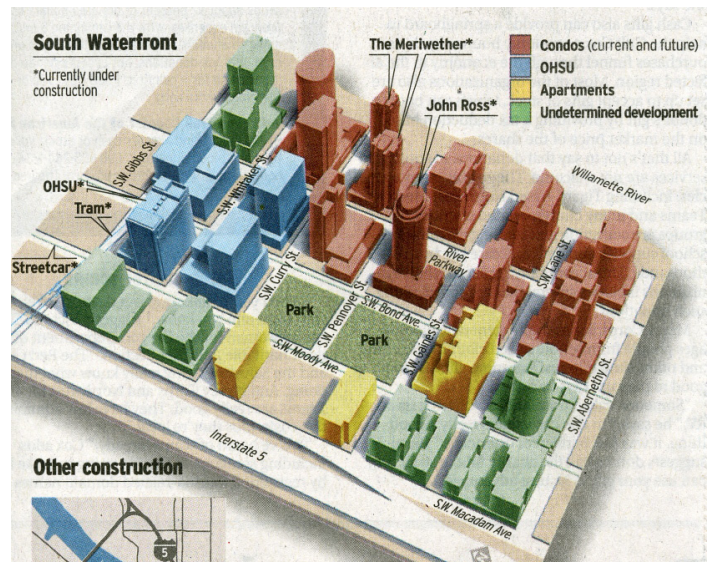 South Waterfront
*Currently under
construction
The Meriwether*
John Ross*
Condos (current and future)
OHSU
Apartments
Undetermined development
Willamette River
S.W. Gibbs St.
S.W. Whitaker St.
OHSU*
Tram*
Streetcar*
S.W. Curry St.
River
Parkway
S.W. Lane St.
S.W. Pennoyer St.
S.W. Bond Ave.
Park
Park
S.W. Moody Ave.
S.W. Gaines St.
S.W. Abernethy St.
Interstate 5
S.W. Macadam Ave.
Other construction
5